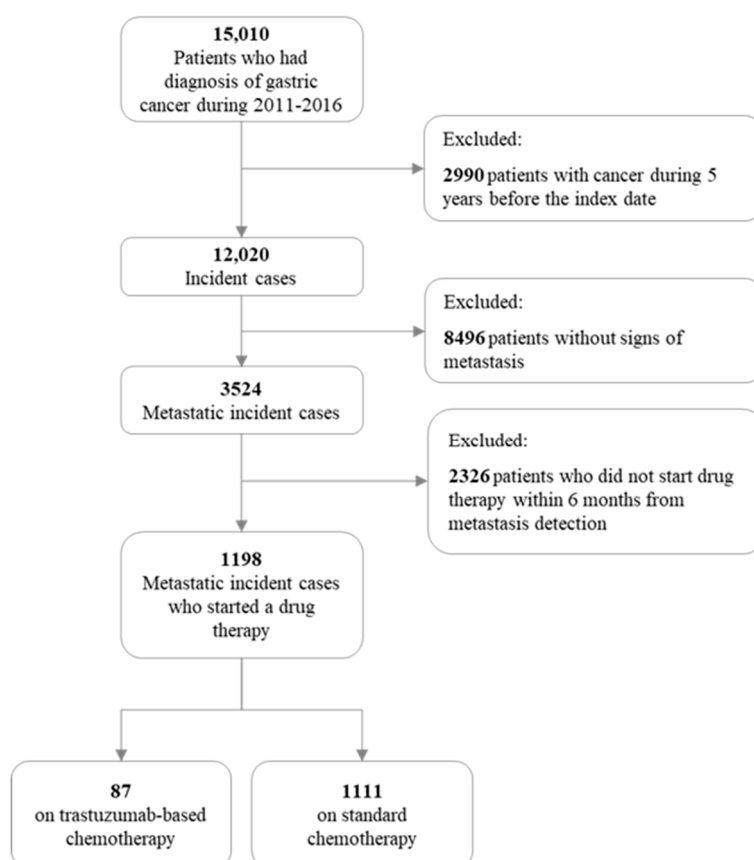 15,010
Patients who had
diagnosis of gastric
cancer during 2011-2016
Excluded:
2990 patients with cancer during 5
years before the index date
12,020
Incident cases
Excluded:
8496 patients without signs of
metastasis
3524
Metastatic incident cases
Excluded:
2326 patients who did not start drug
therapy within 6 months from
metastasis detection
1198
Metastatic incident cases
who started a drug
therapy
87
on trastuzumab-based
chemotherapy
1111
on standard
chemotherapy